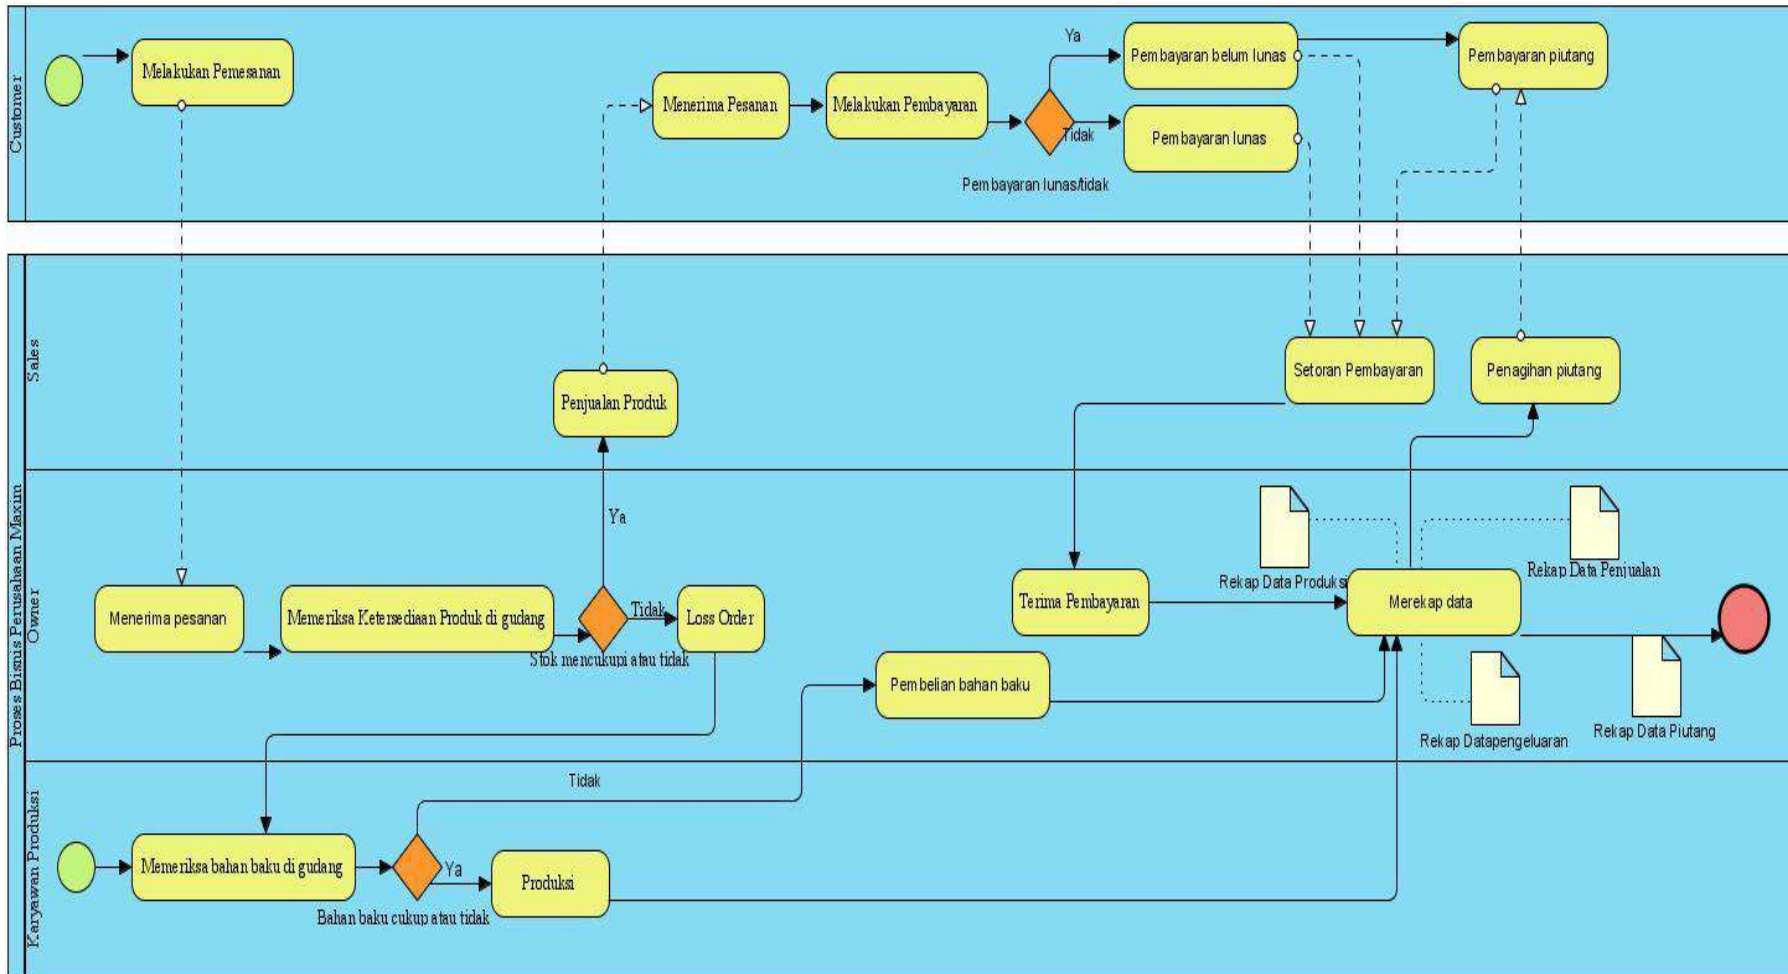 Customer
Melakukan Pemesanan
Menerima Pesanan
Melakukan Pembayaran
Ya
Tidak
Pembayaran lunas/tidak
Pembayaran belum lunas
Pembayaran lunas
Pembayaran piutang
Proses Bisnis Perusahaan Maxim
Sales
Penjualan Produk
Setoran Pembayaran
Penagihan piutang
Owner
Menerima pesanan
Memeriksa Ketersediaan Produk di gudang
Ya
Tidak
Stok mencukupi atau tidak
Loss Order
Terima Pembayaran
Pembelian bahan baku
Rekap Data Produksi
Merekap data
Rekap Data Penjualan
Rekap Datapengeluaran
Rekap Data Piutang
Karyawan Produksi
Memeriksa bahan baku di gudang
Tidak
Ya
Bahan baku cukup atau tidak
Produksi